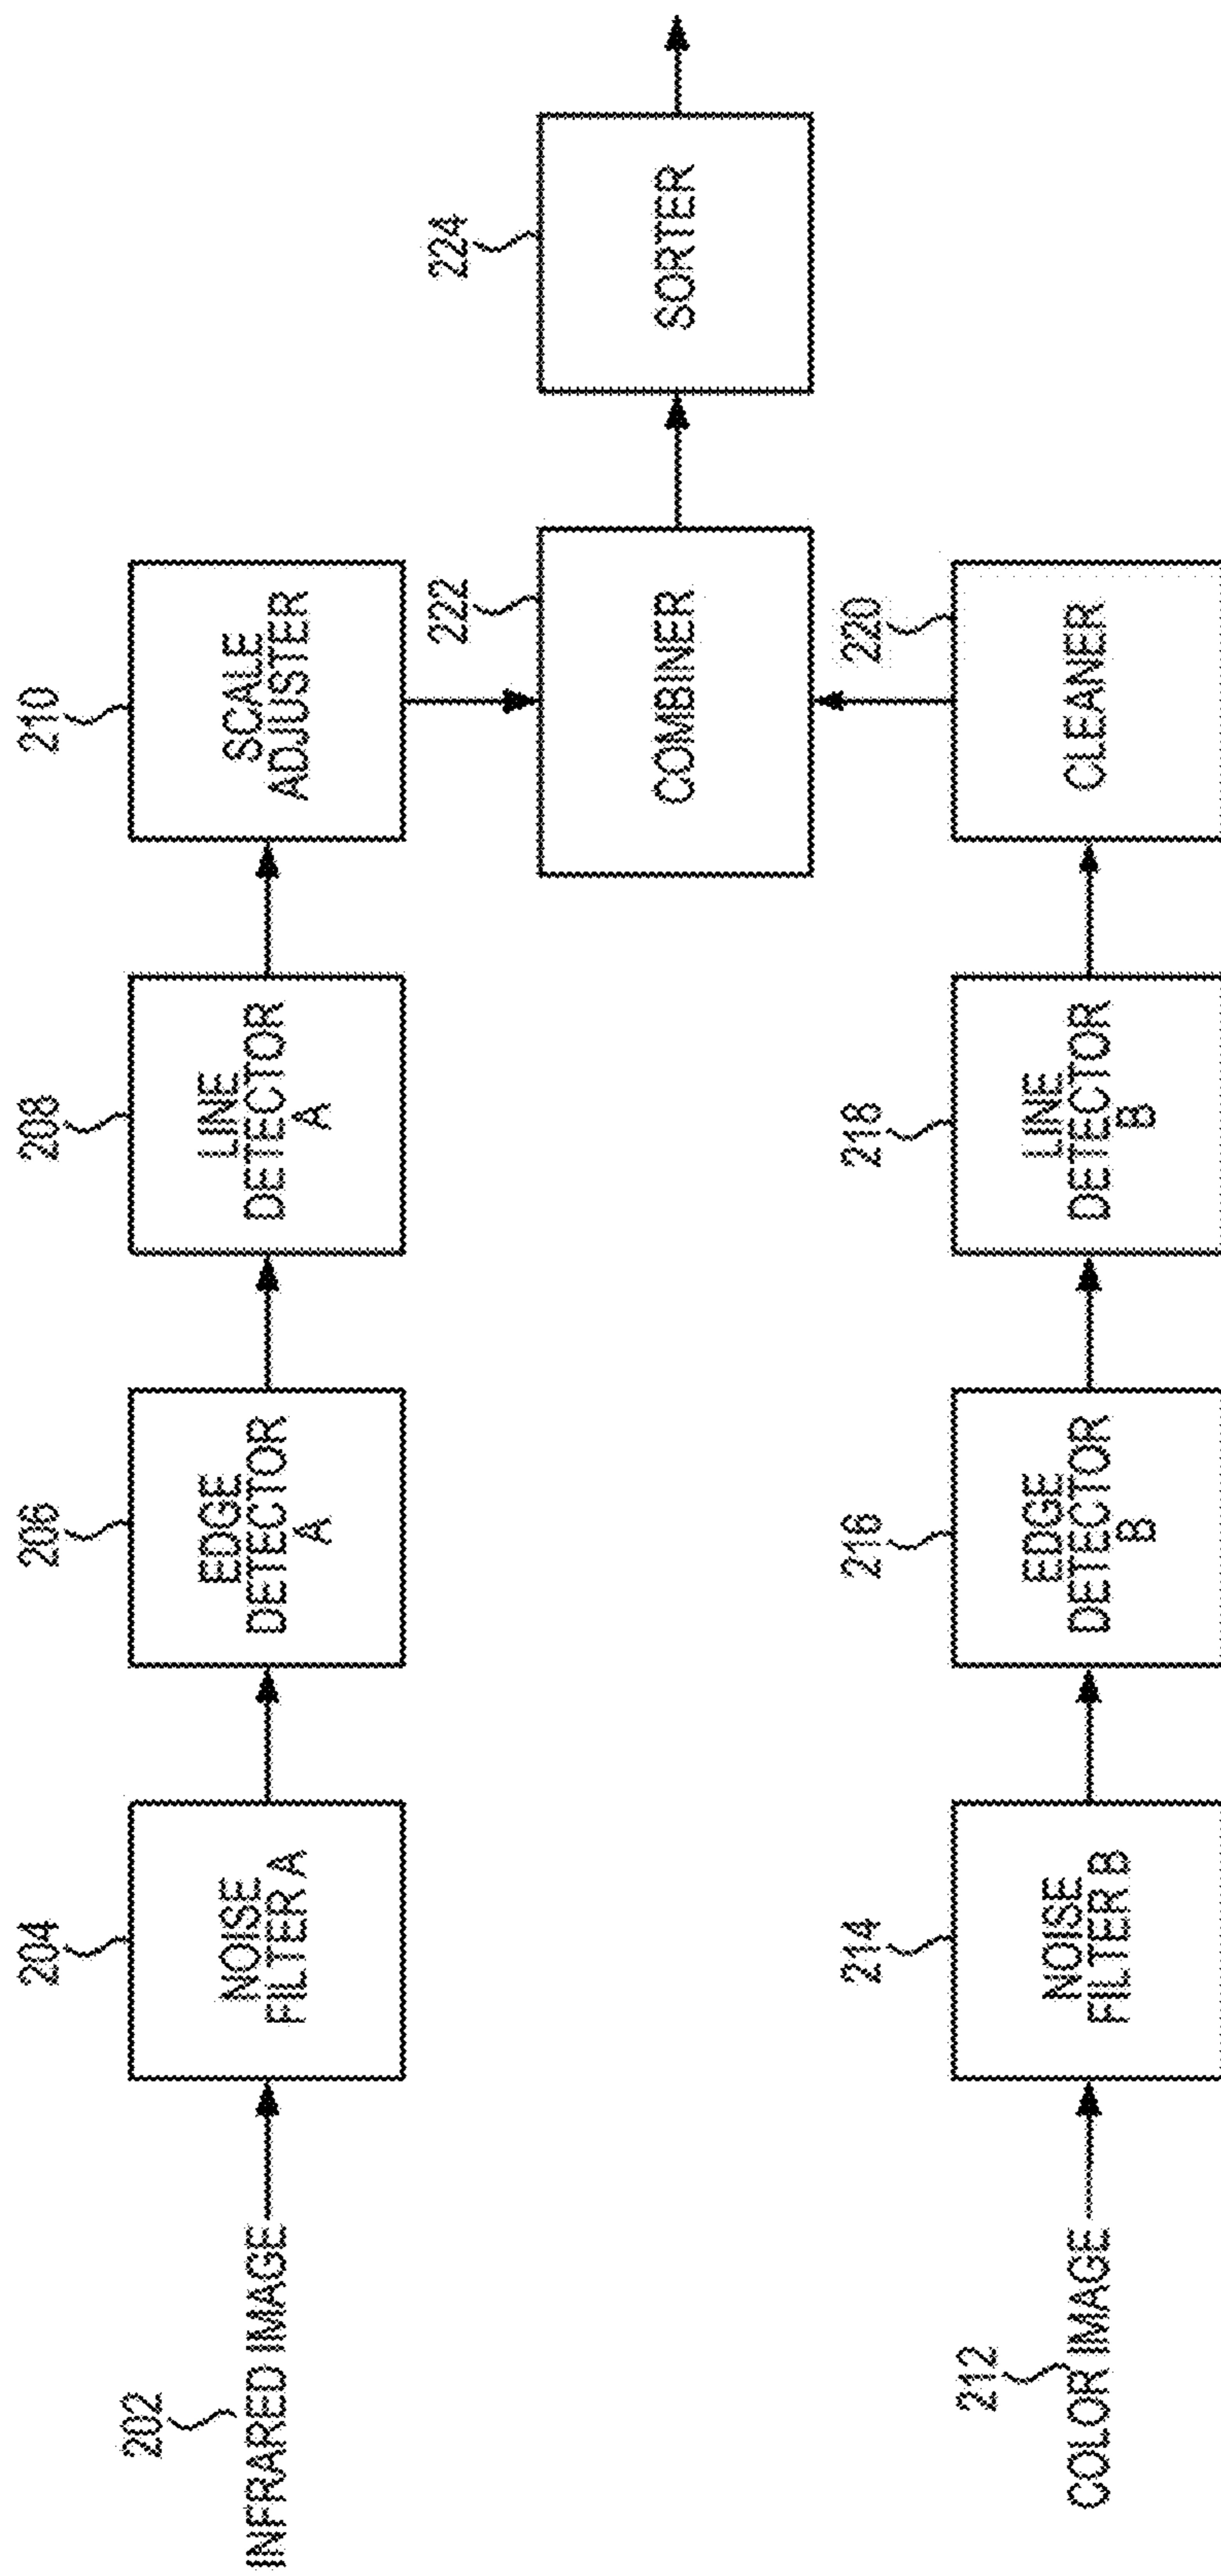 202
INFRARED IMAGE
204
NOISE
FILTER A
206
EDGE
DETECTOR
A
208
LINE
DETECTOR
A
210
SCALE
ADJUSTER
212
COLOR IMAGE
214
NOISE
FILTER B
216
EDGE
DETECTOR
B
218
LINE
DETECTOR
B
220
CLEANER
222
COMBINER
224
SORTER